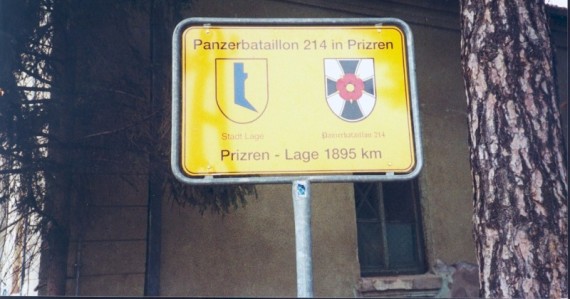 Panzerbataillon 214 in Prizren
Stadt Lage
Panzerbataillon 214
Prizren - Lage 1895 km